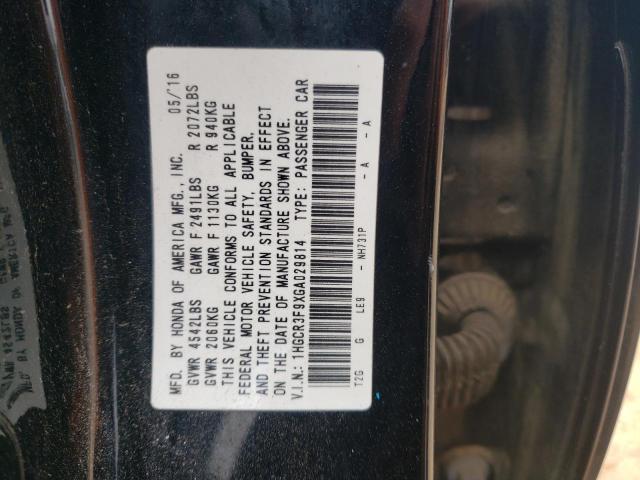 MFD. BY HONDA OF AMERICA MFG., INC. 05/16
GVWR 4542LBS GAWR F 2491LBS R 2072LBS
GVWR 2060KG GAWR F 1130KG R 940KG
THIS VEHICLE CONFORMS TO ALL APPLICABLE
FEDERAL MOTOR VEHICLE SAFETY, BUMPER,
AND THEFT PREVENTION STANDARDS IN EFFECT
ON THE DATE OF MANUFACTURE SHOWN ABOVE.
V.I.N.: 1HGCR3F9XGA029814 TYPE: PASSENGER CAR
T2G G LE9 NH731P - A - A